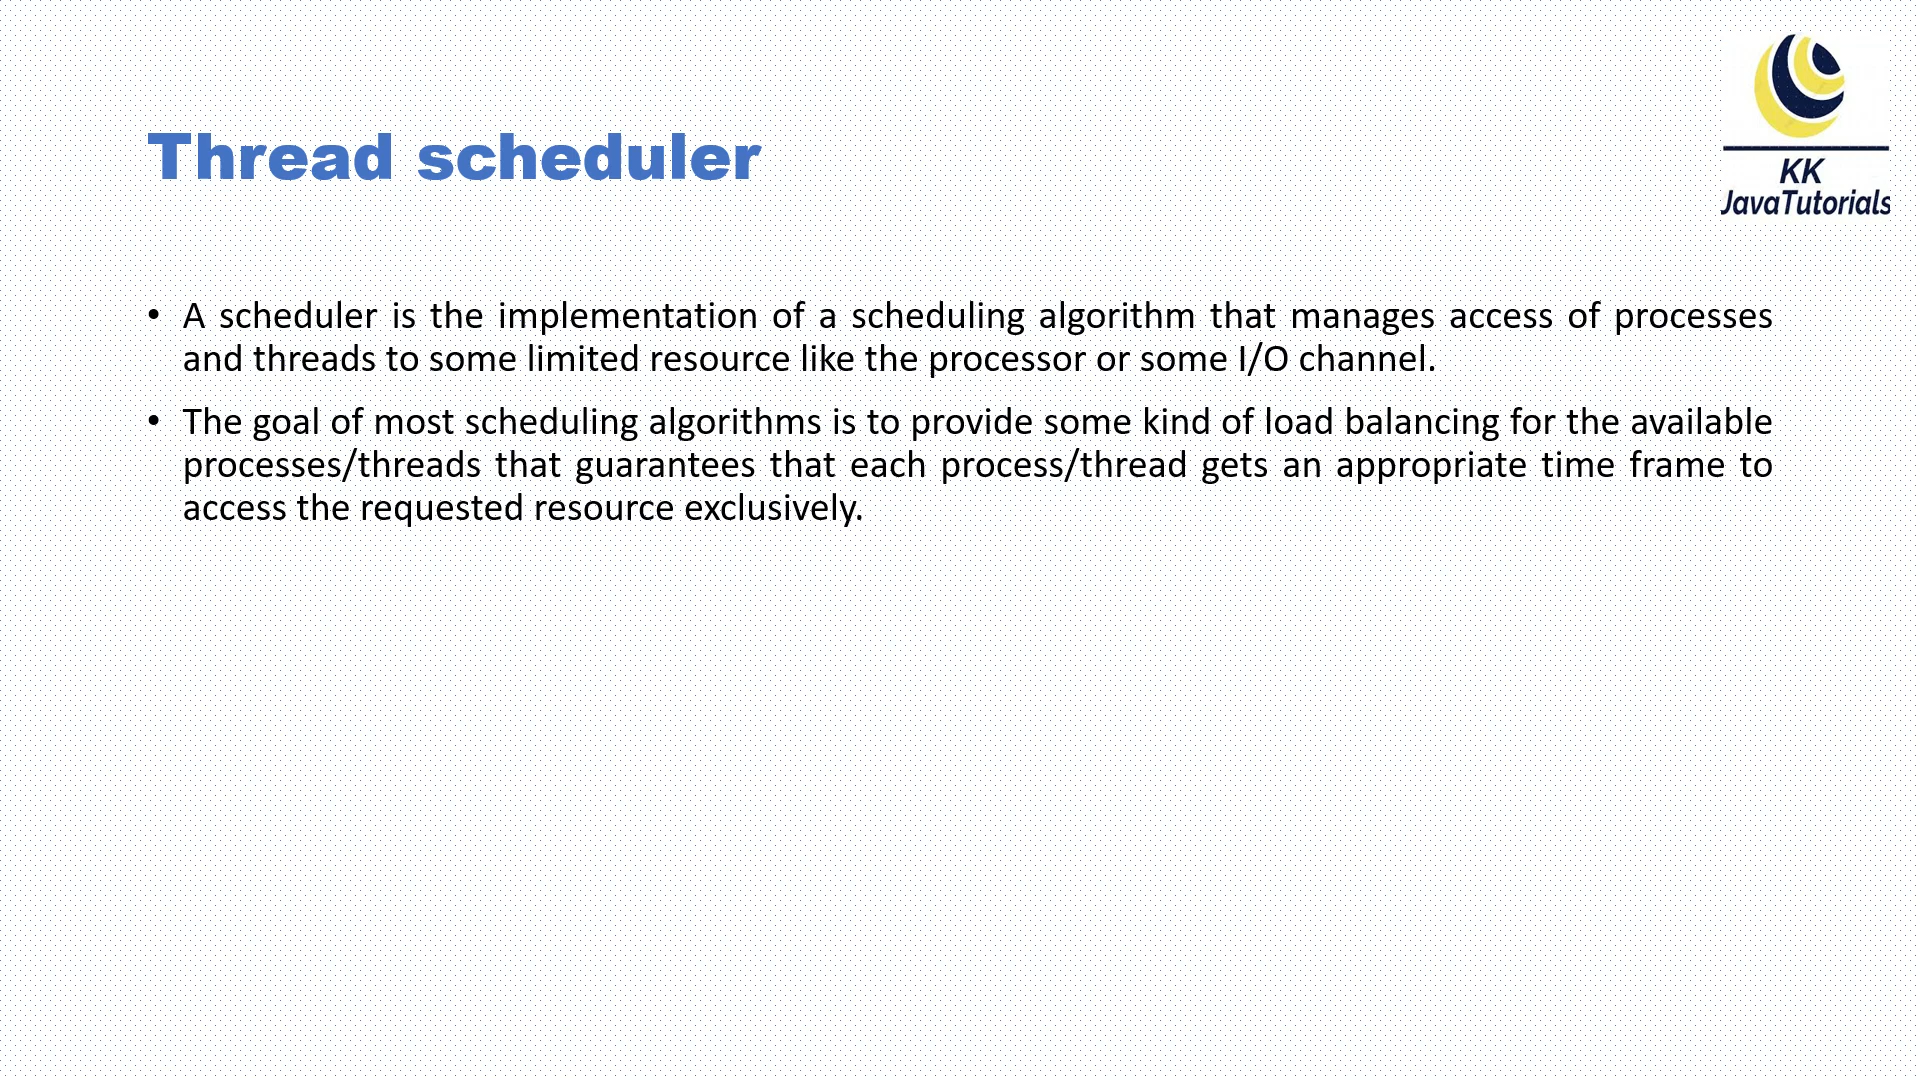 Thread scheduler
KK
JavaTutorials
• A scheduler is the implementation of a scheduling algorithm that manages access of processes
and threads to some limited resource like the processor or some I/O channel.
• The goal of most scheduling algorithms is to provide some kind of load balancing for the available
processes/threads that guarantees that each process/thread gets an appropriate time frame to
access the requested resource exclusively.